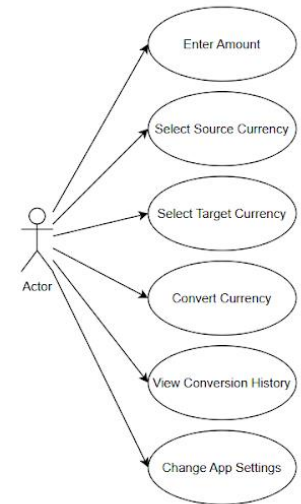 Enter Amount
Select Source Currency
Select Target Currency
Actor
Convert Currency
View Conversion History
Change App Settings